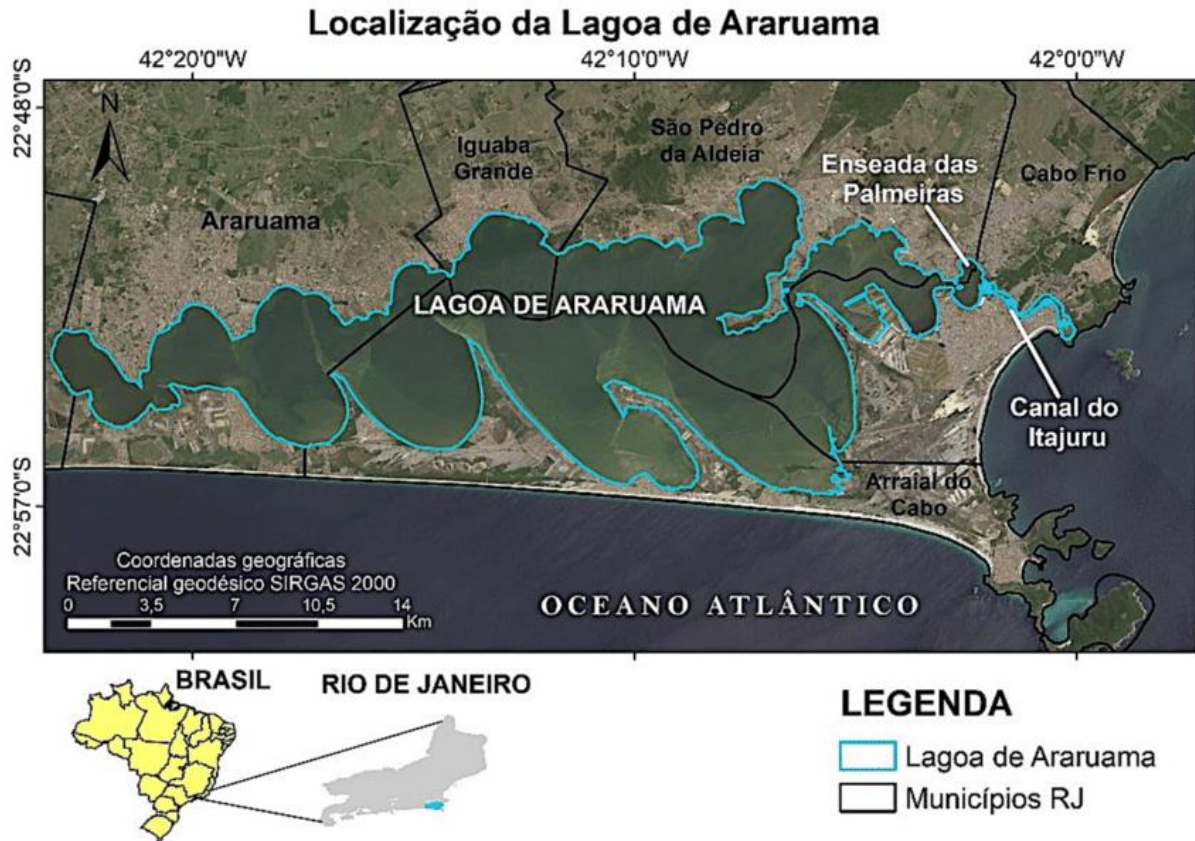 Localização da Lagoa de Araruama
42°20'0"W
42°10'0"W
42°0'0"W
22°48'0"S
22°57'0"S
N
Iguaba
Grande
São Pedro
da Aldeia
Enseada das
Palmeiras
Cabo Frio
Araruama
LAGOA DE ARARUAMA
Canal do
Itajuru
Arraial do
Cabo
Coordenadas geográficas
Referencial geodésico SIRGAS 2000
0 3,5 7 10,5 14
Km
OCEANO ATLÂNTICO
BRASIL
RIO DE JANEIRO
LEGENDA
Lagoa de Araruama
Municípios RJ